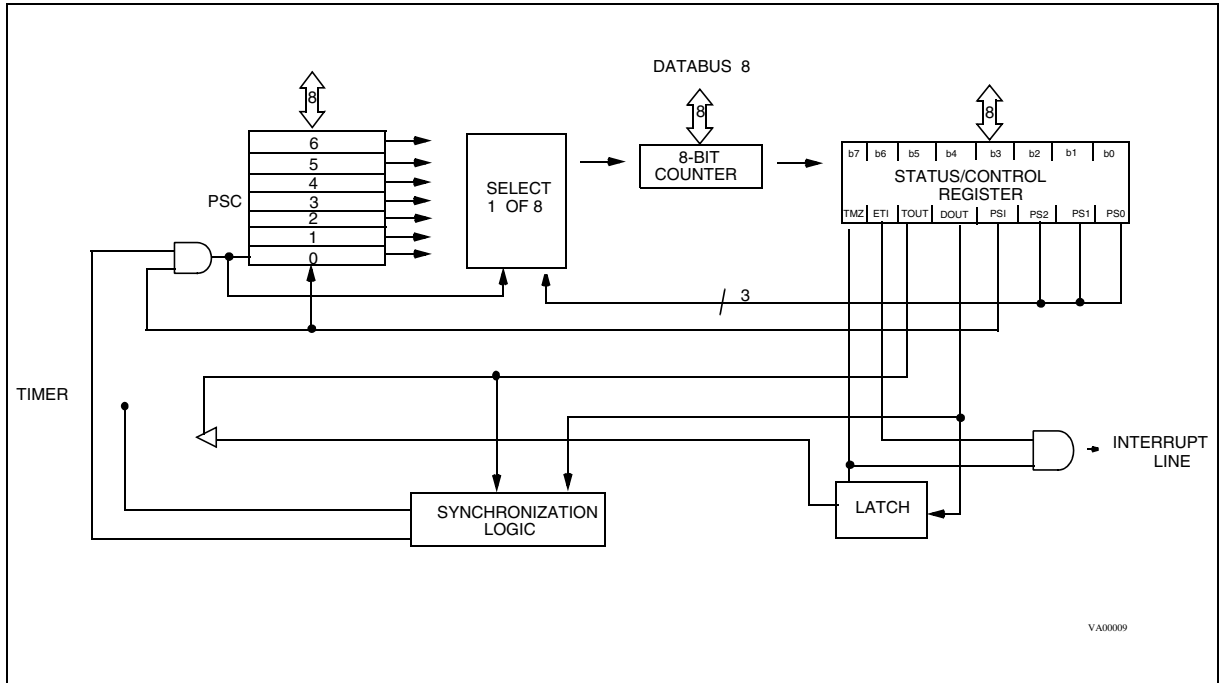 DATABUS 8
8
8
8
6
5
4
3
2
1
0
PSC
SELECT
1 OF 8
8-BIT
COUNTER
b7 b6 b5 b4 b3 b2 b1 b0
STATUS/CONTROL
REGISTER
TMZ ETI TOUT DOUT PSI PS2 PS1 PS0
3
TIMER
SYNCHRONIZATION
LOGIC
LATCH
INTERRUPT
LINE
VA00009